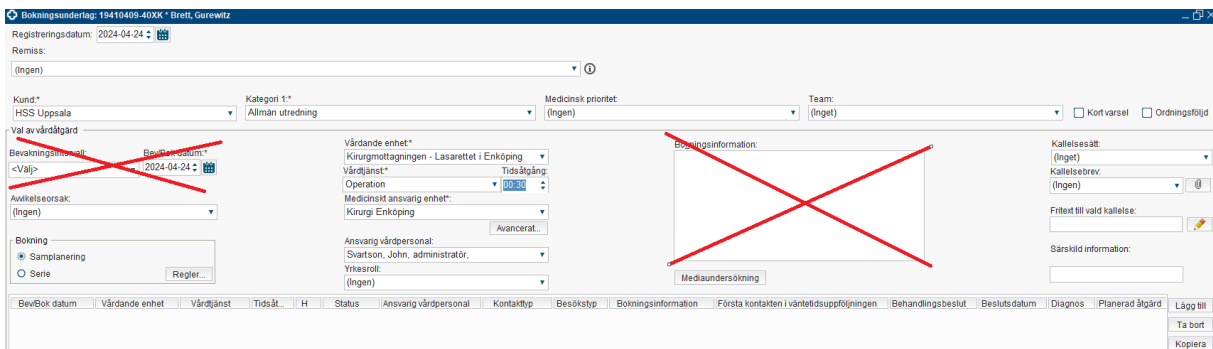 Bokningsunderlag: 19410409-40XK * Brett, Gurewitz
Registreringsdatum: 2024-04-24
Remiss:
(Ingen)
Kund:* Kategori 1:* Medicinsk prioritet: Team:
HSS Uppsala Allmän utredning (Ingen) (Inget) Kort varsel Ordningsföljd
Val av vårdåtgärd
Bevakningsintervall: Bev/Bok datum:*
<Välj> 2024-04-24
Avvikelseorsak:
(Ingen)
Bokning
Samplanering
Serie Regler...
Vårdande enhet:*
Kirurgmottagningen - Lasarettet i Enköping
Vårdtjänst:* Tidsåtgång:
Operation 00:30
Medicinskt ansvarig enhet*:
Kirurgi Enköping
Avancerat...
Ansvarig vårdpersonal:
Svartson, John, administratör,
Yrkesroll:
(Ingen)
Bokningsinformation:
Mediaundersökning
Kallelsesätt:
(Inget)
Kallelsebrev:
(Ingen)
Fritext till vald kallelse:
Särskild information:
Bev/Bok datum Vårdande enhet Vårdtjänst Tidsåt... H Status Ansvarig vårdpersonal Kontakttyp Besökstyp Bokningsinformation Första kontakten i väntetidsuppföljningen Behandlingsbeslut Beslutsdatum Diagnos Planerad åtgärd Lägg till
Ta bort
Kopiera